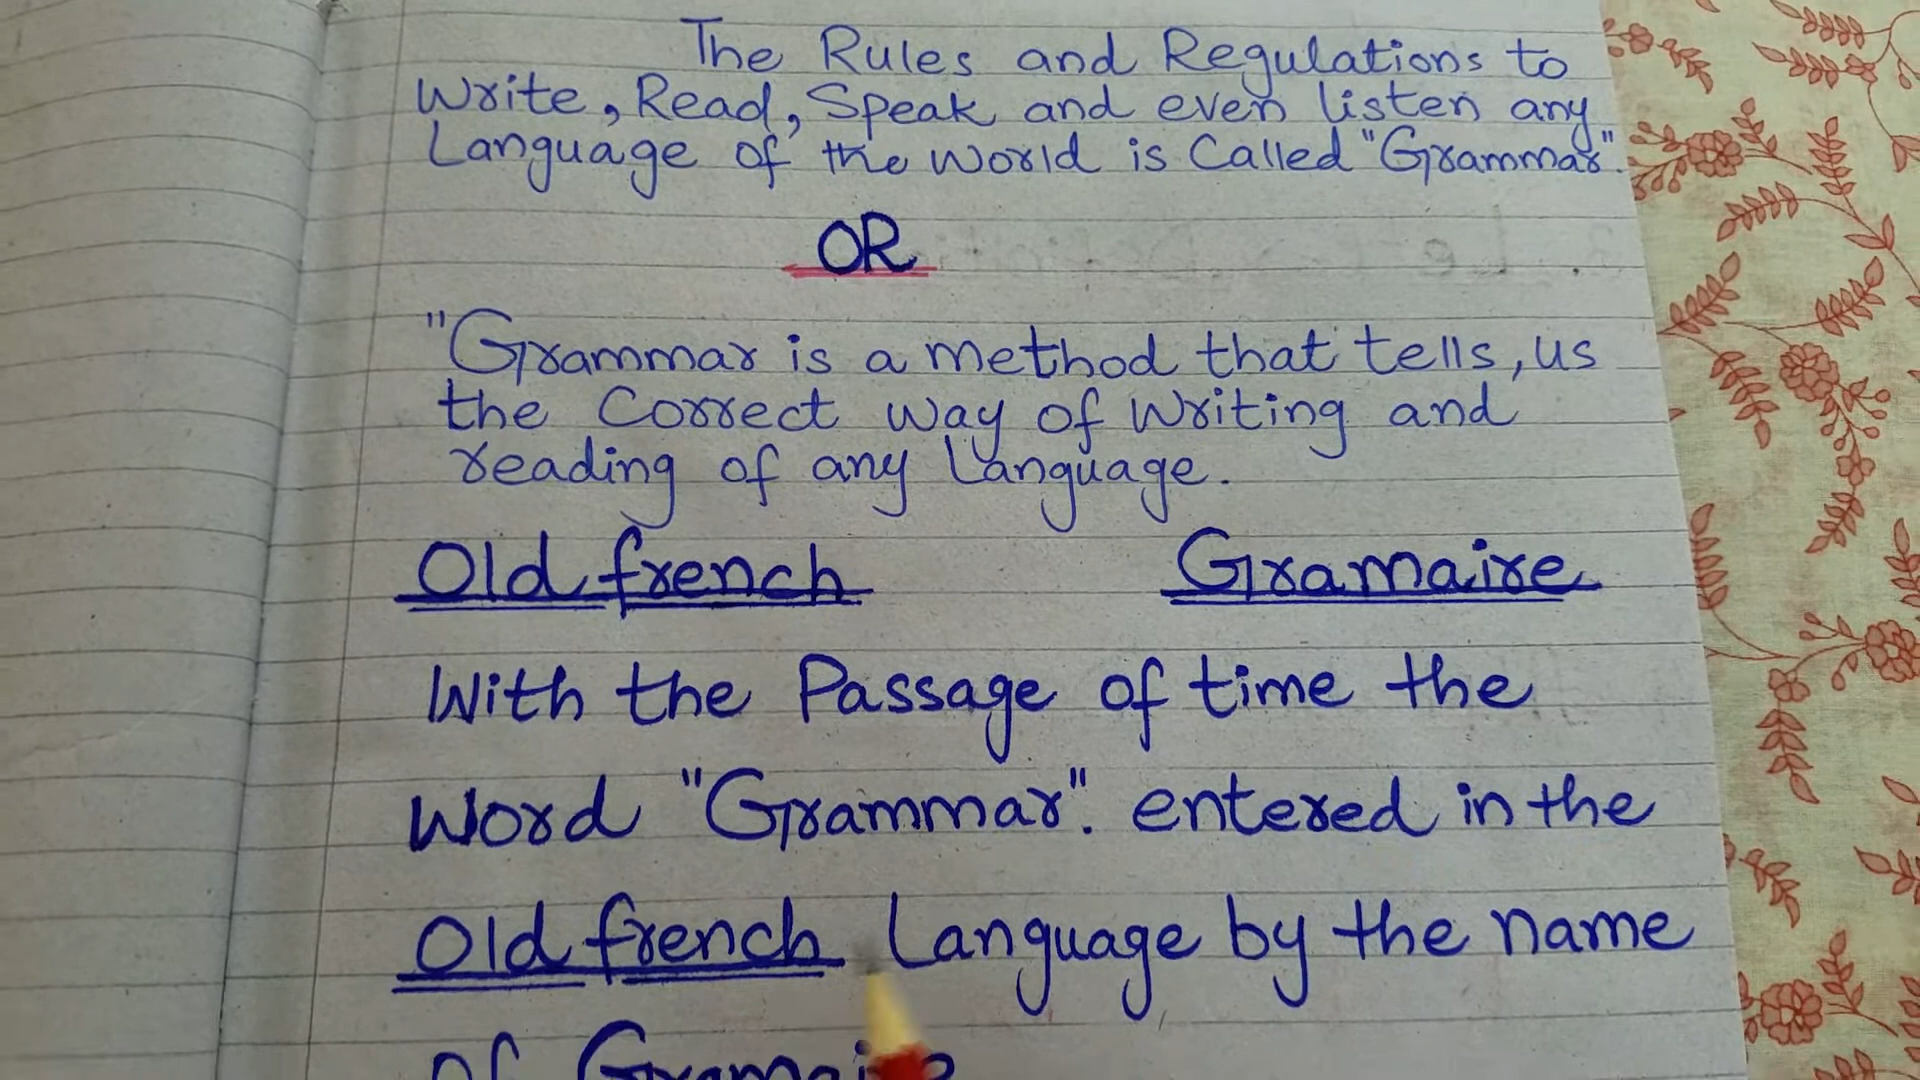 The Rules and Regulations to
Write, Read, Speak and even listen any
Language of the World is Called "Grammar".
OR
"Grammar is a method that tells, us
the Correct way of Writing and
reading of any Language.
Old french Gramaire
With the Passage of time the
Word "Grammar". entered in the
Old french Language by the name
of